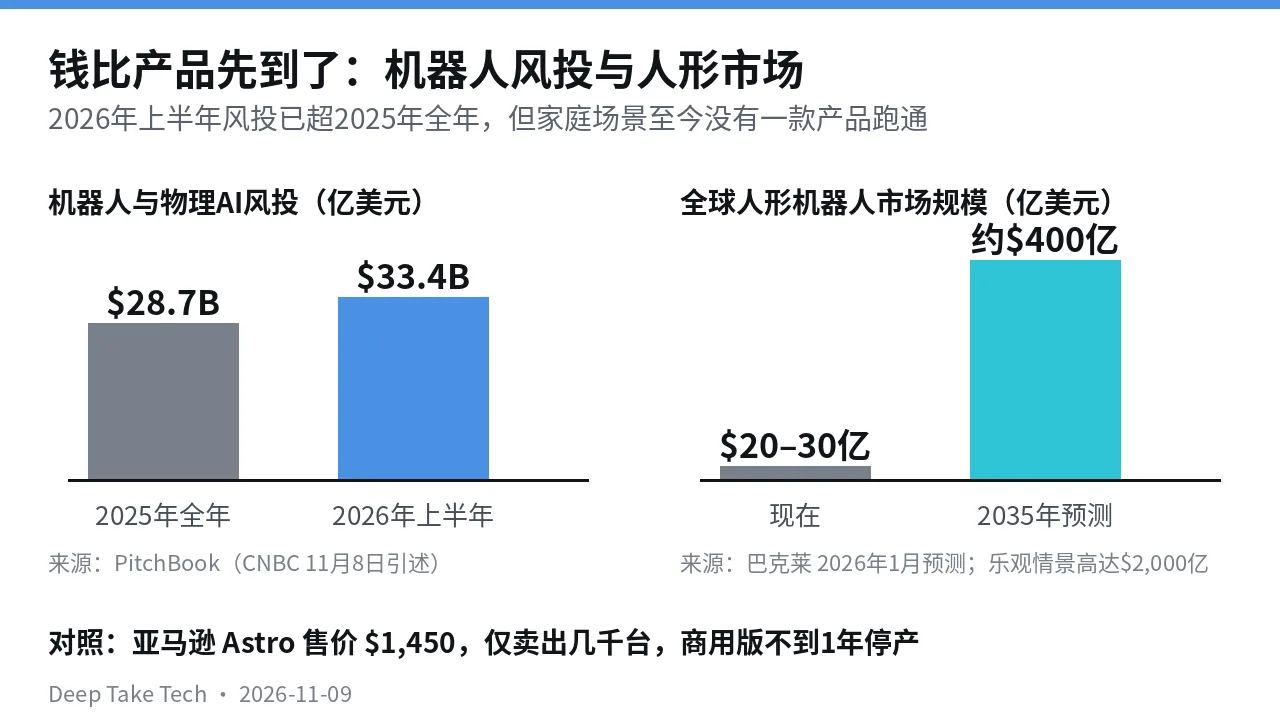 钱比产品先到了：机器人风投与人形市场
2026年上半年风投已超2025年全年，但家庭场景至今没有一款产品跑通
机器人与物理AI风投（亿美元）
$28.7B
$33.4B
2025年全年
2026年上半年
来源：PitchBook（CNBC 11月8日引述）
全球人形机器人市场规模（亿美元）
约$400亿
$20–30亿
现在
2035年预测
来源：巴克莱 2026年1月预测；乐观情景高达$2,000亿
对照：亚马逊 Astro 售价 $1,450，仅卖出几千台，商用版不到1年停产
Deep Take Tech · 2026-11-09